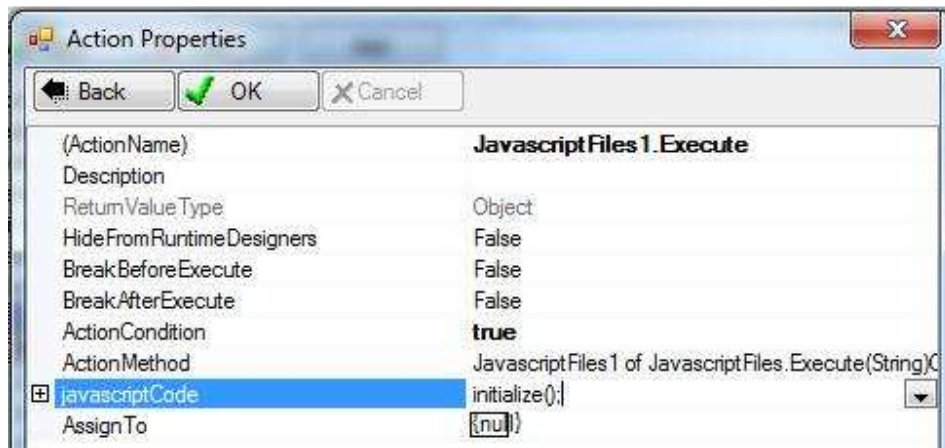 Action Properties
Back OK Cancel
(ActionName) JavascriptFiles1.Execute
Description
ReturnValueType Object
HideFromRuntimeDesigners False
BreakBeforeExecute False
BreakAfterExecute False
ActionCondition true
ActionMethod JavascriptFiles1 of JavascriptFiles.Execute(String)C
javascriptCode initialize();
AssignTo {null}